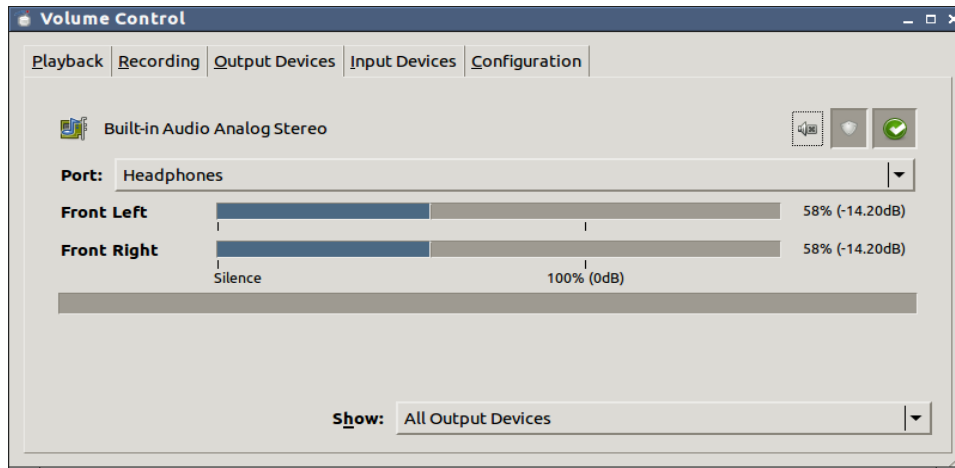 Volume Control
Playback Recording Output Devices Input Devices Configuration
Built-in Audio Analog Stereo
Port: Headphones
Front Left 58% (-14.20dB)
Front Right 58% (-14.20dB)
Silence 100% (0dB)
Show: All Output Devices